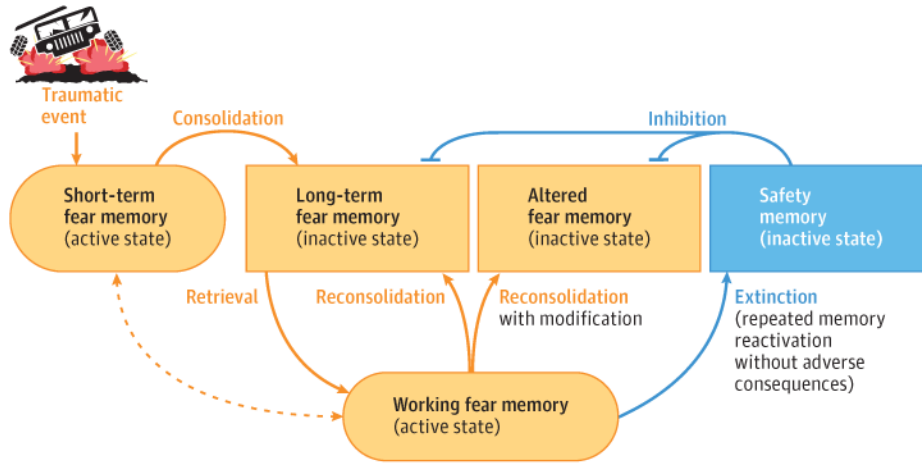 Traumatic
event
Consolidation
Inhibition
Short-term
fear memory
(active state)
Long-term
fear memory
(inactive state)
Altered
fear memory
(inactive state)
Safety
memory
(inactive state)
Retrieval
Reconsolidation
Reconsolidation
with modification
Extinction
(repeated memory
reactivation
without adverse
consequences)
Working fear memory
(active state)